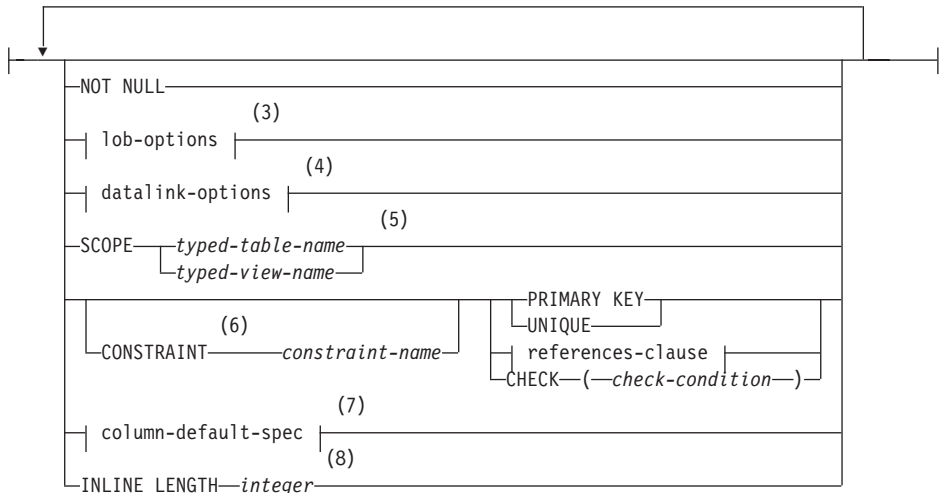 NOT NULL
(3)
lob-options
(4)
datalink-options
(5)
SCOPE typed-table-name
typed-view-name
PRIMARY KEY
(6)
UNIQUE
CONSTRAINT constraint-name
references-clause
CHECK ( check-condition )
(7)
column-default-spec
(8)
INLINE LENGTH integer